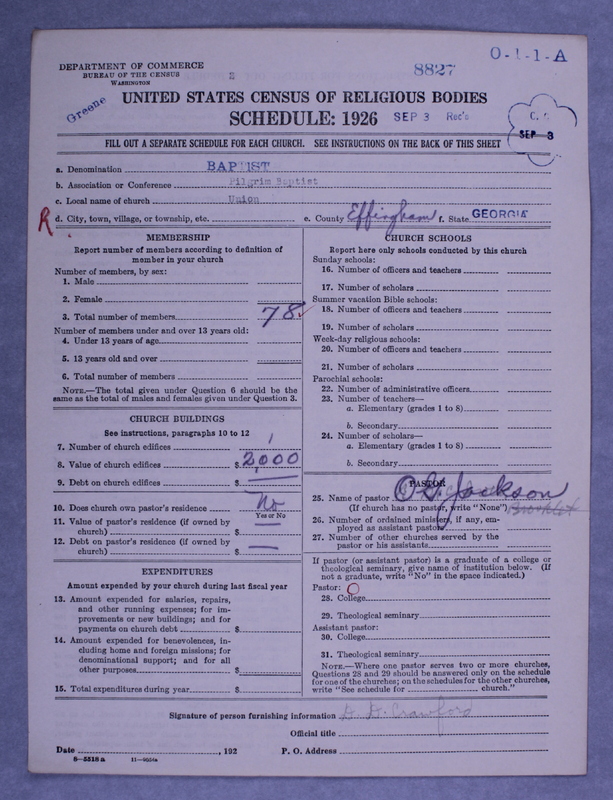 O-1-1-A
DEPARTMENT OF COMMERCE
BUREAU OF THE CENSUS
WASHINGTON
2
8827
Greene
UNITED STATES CENSUS OF RELIGIOUS BODIES
SCHEDULE: 1926
SEP 3 Rec'd
C. S.
SEP 3
FILL OUT A SEPARATE SCHEDULE FOR EACH CHURCH. SEE INSTRUCTIONS ON THE BACK OF THIS SHEET
a. Denomination BAPTIST
b. Association or Conference Pilgrim Baptist
c. Local name of church Union
R d. City, town, village, or township, etc. e. County Effingham f. State GEORGIA
MEMBERSHIP
Report number of members according to definition of
member in your church
Number of members, by sex:
1. Male
2. Female
3. Total number of members 78
Number of members under and over 13 years old:
4. Under 13 years of age
5. 13 years old and over
6. Total number of members
NOTE.—The total given under Question 6 should be the
same as the total of males and females given under Question 3.
CHURCH BUILDINGS
See instructions, paragraphs 10 to 12
7. Number of church edifices 1
8. Value of church edifices $ 2,000
9. Debt on church edifices $ —
10. Does church own pastor's residence No
Yes or No
11. Value of pastor's residence (if owned by
church) $ —
12. Debt on pastor's residence (if owned by
church) $ —
EXPENDITURES
Amount expended by your church during last fiscal year
13. Amount expended for salaries, repairs,
and other running expenses; for im-
provements or new buildings; and for
payments on church debt $
14. Amount expended for benevolences, in-
cluding home and foreign missions; for
denominational support; and for all
other purposes $
15. Total expenditures during year $
CHURCH SCHOOLS
Report here only schools conducted by this church
Sunday schools:
16. Number of officers and teachers
17. Number of scholars
Summer vacation Bible schools:
18. Number of officers and teachers
19. Number of scholars
Week-day religious schools:
20. Number of officers and teachers
21. Number of scholars
Parochial schools:
22. Number of administrative officers
23. Number of teachers—
a. Elementary (grades 1 to 8)
b. Secondary
24. Number of scholars—
a. Elementary (grades 1 to 8)
b. Secondary
PASTOR
25. Name of pastor O. S. Jackson
(If church has no pastor, write "None")
26. Number of ordained ministers, if any, em-
ployed as assistant pastor
27. Number of other churches served by the
pastor or his assistants
If pastor (or assistant pastor) is a graduate of a college or
theological seminary, give name of institution below. (If
not a graduate, write "No" in the space indicated.)
Pastor: O
28. College
29. Theological seminary
Assistant pastor:
30. College
31. Theological seminary
NOTE.—Where one pastor serves two or more churches,
Questions 28 and 29 should be answered only on the schedule
for one of the churches; on the schedules for the other churches,
write "See schedule for church."
Signature of person furnishing information D. D. Crawford
Official title
Date , 192 P. O. Address
6—5518 a 11—9054a